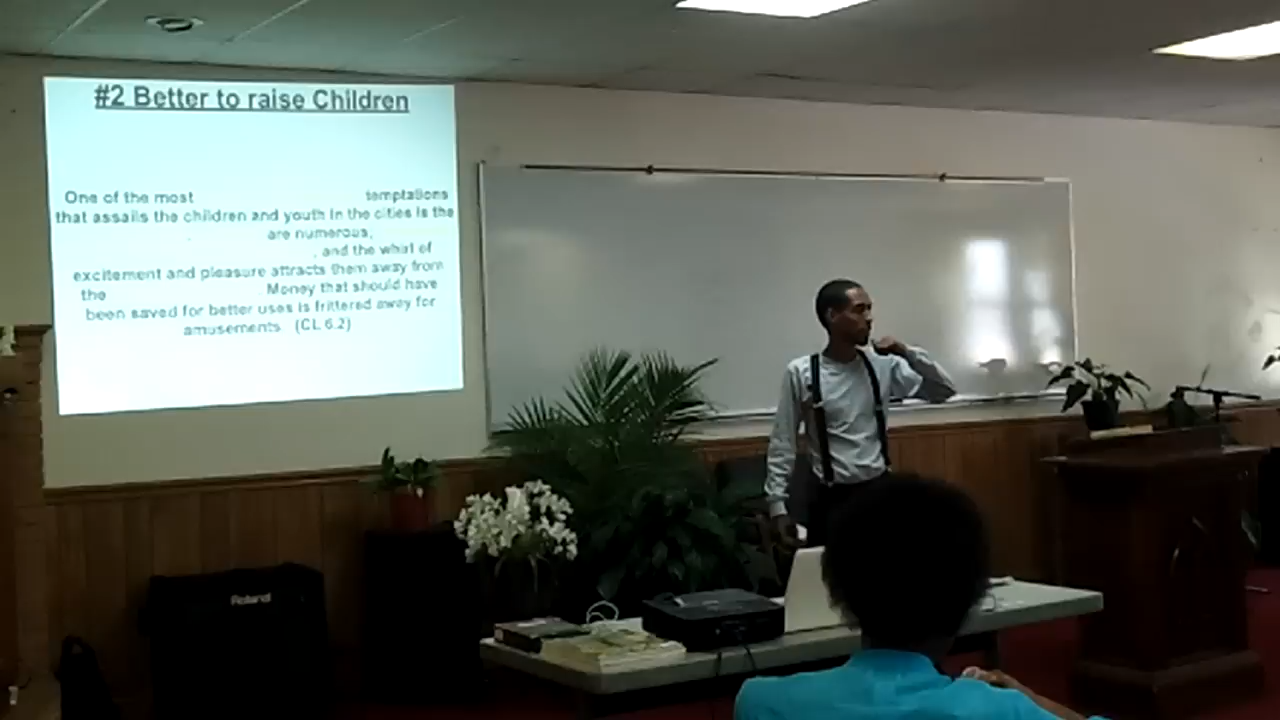 #2 Better to raise Children
One of the most temptations
that assails the children and youth in the cities is the
are numerous,
, and the whirl of
excitement and pleasure attracts them away from
the . Money that should have
been saved for better uses is frittered away for
amusements. (CL 6.2)
Roland